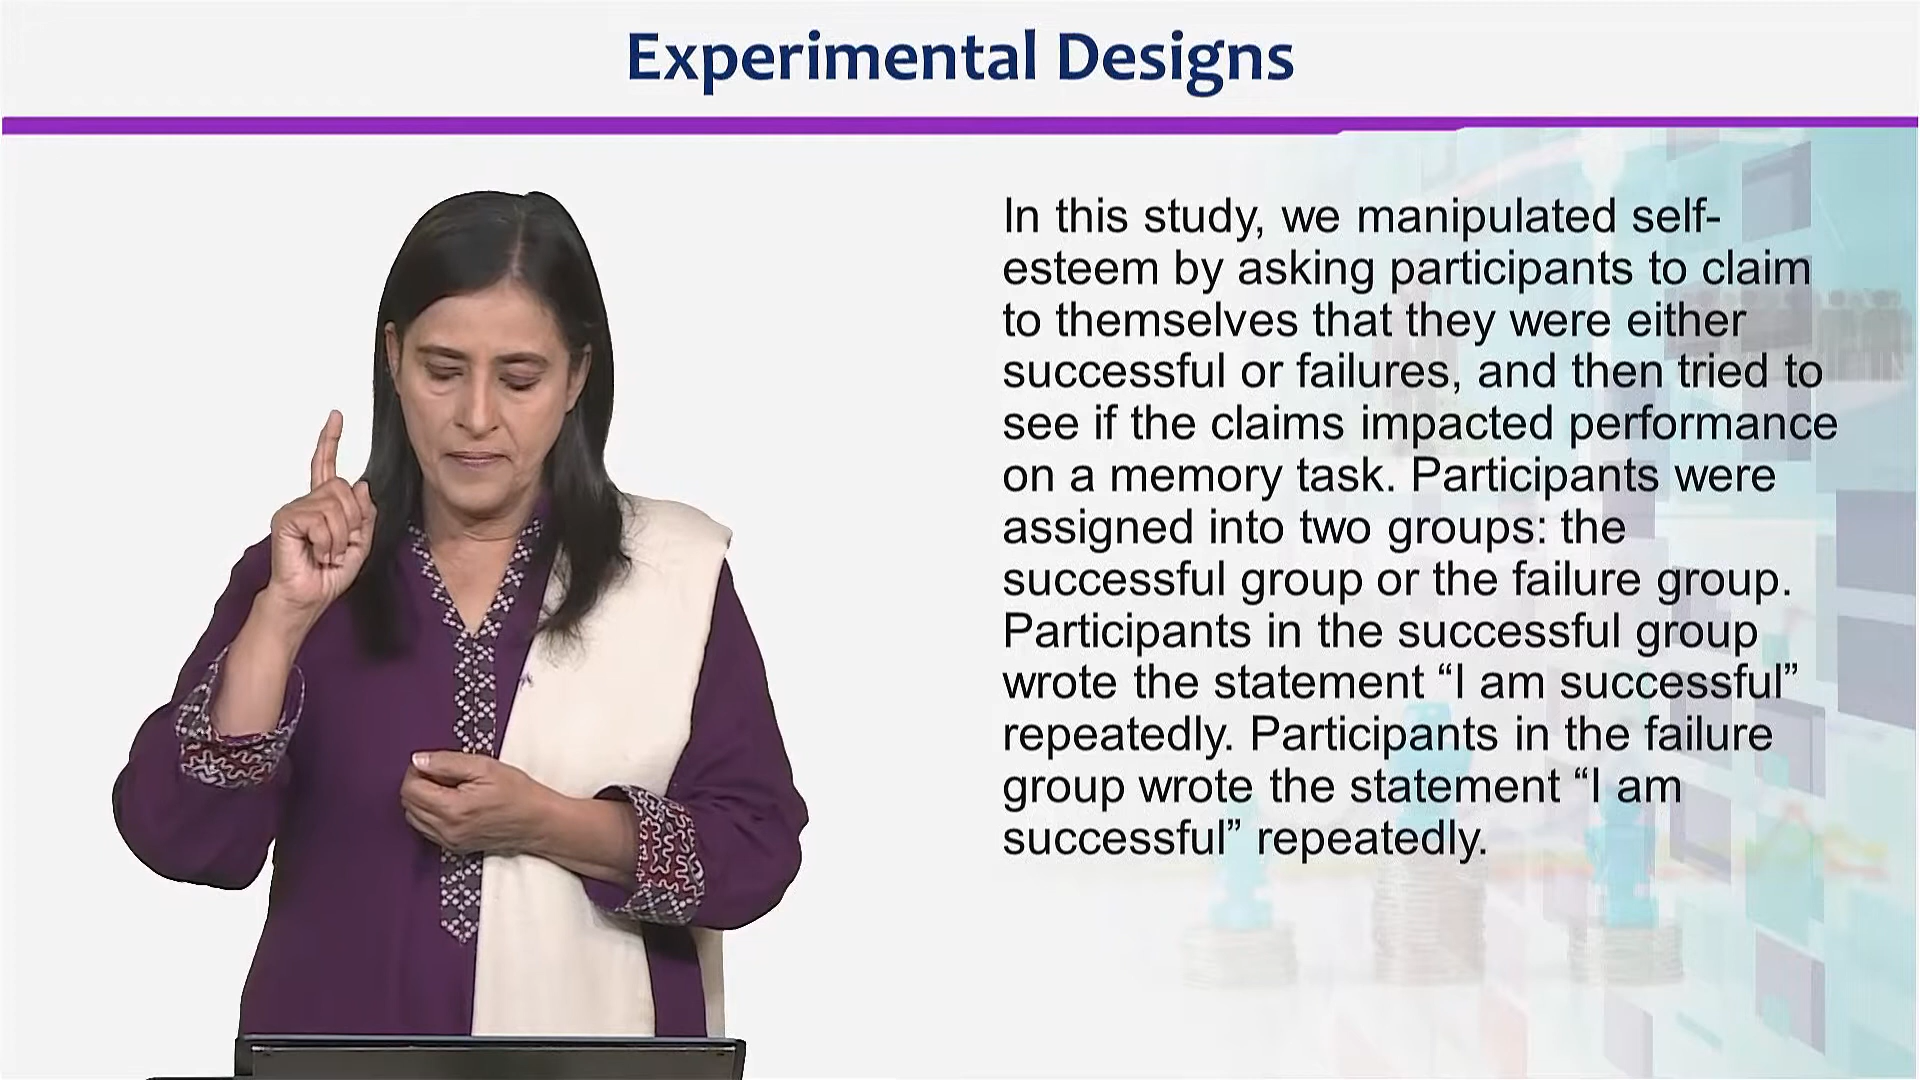 Experimental Designs
In this study, we manipulated self-
esteem by asking participants to claim
to themselves that they were either
successful or failures, and then tried to
see if the claims impacted performance
on a memory task. Participants were
assigned into two groups: the
successful group or the failure group.
Participants in the successful group
wrote the statement “I am successful”
repeatedly. Participants in the failure
group wrote the statement “I am
successful” repeatedly.